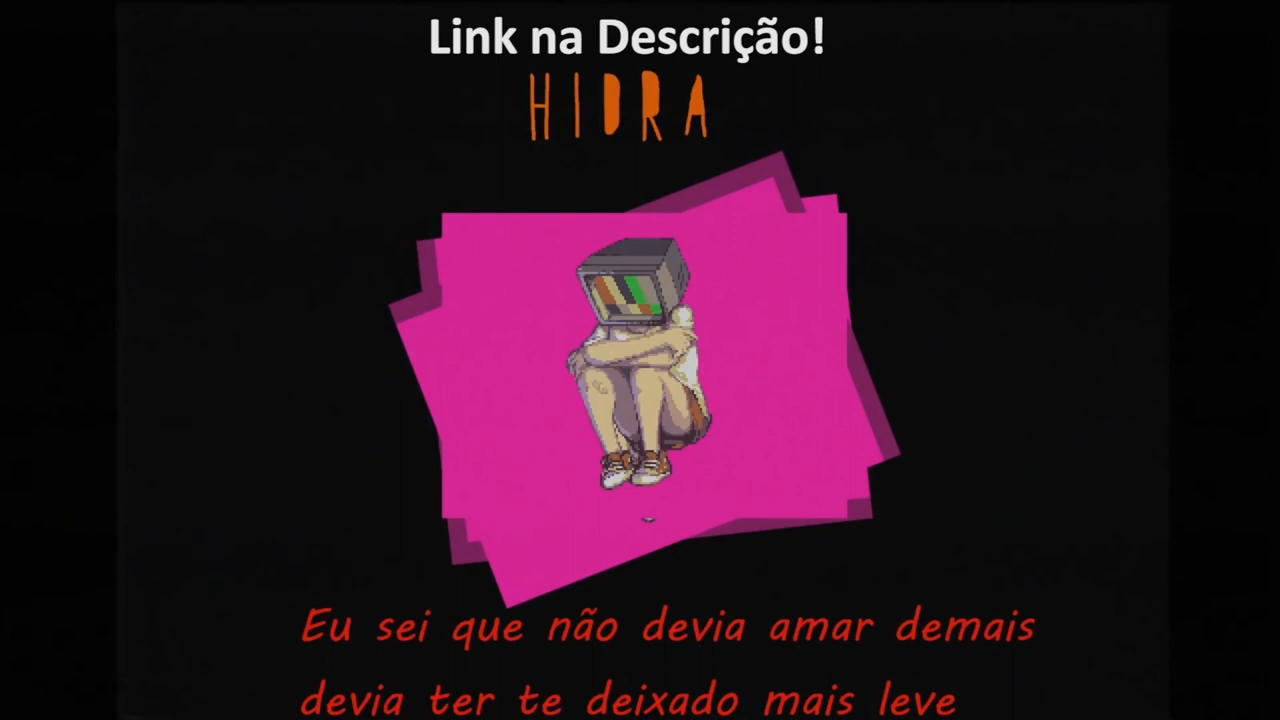 Link na Descrição!
HIDRA
Eu sei que não devia amar demais
devia ter te deixado mais leve